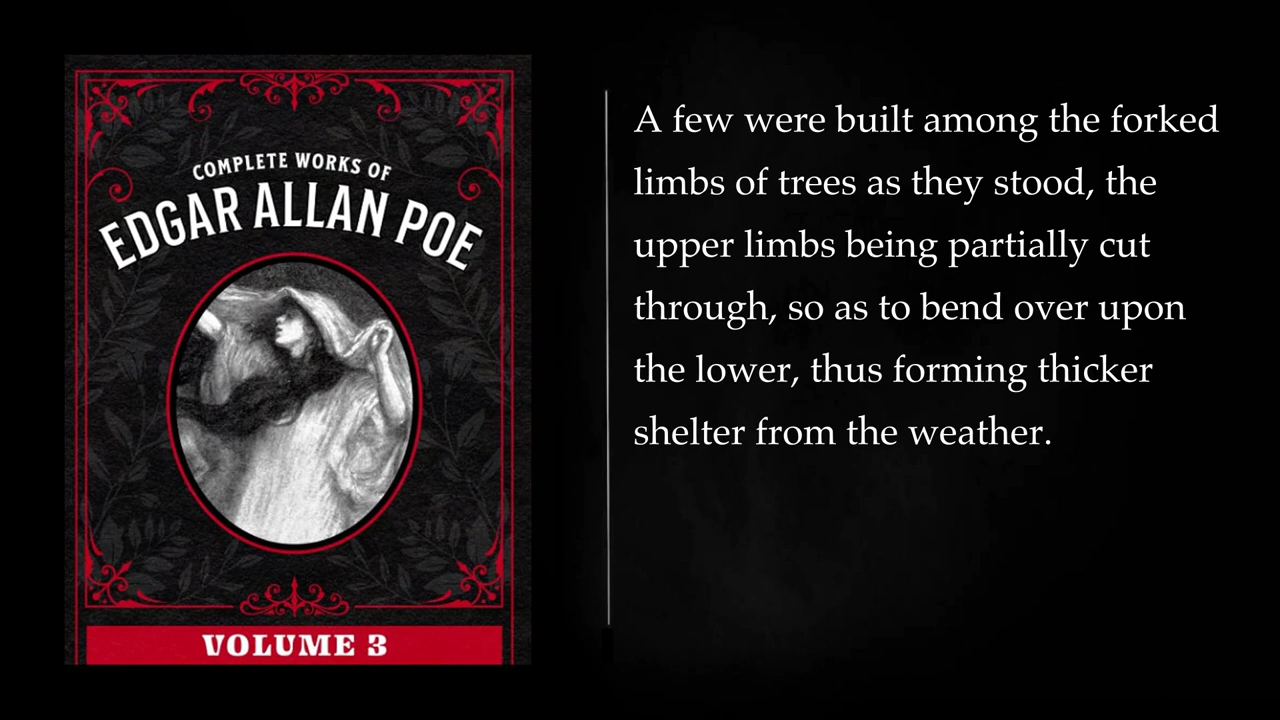 COMPLETE WORKS OF
EDGAR ALLAN POE
VOLUME 3
A few were built among the forked
limbs of trees as they stood, the
upper limbs being partially cut
through, so as to bend over upon
the lower, thus forming thicker
shelter from the weather.